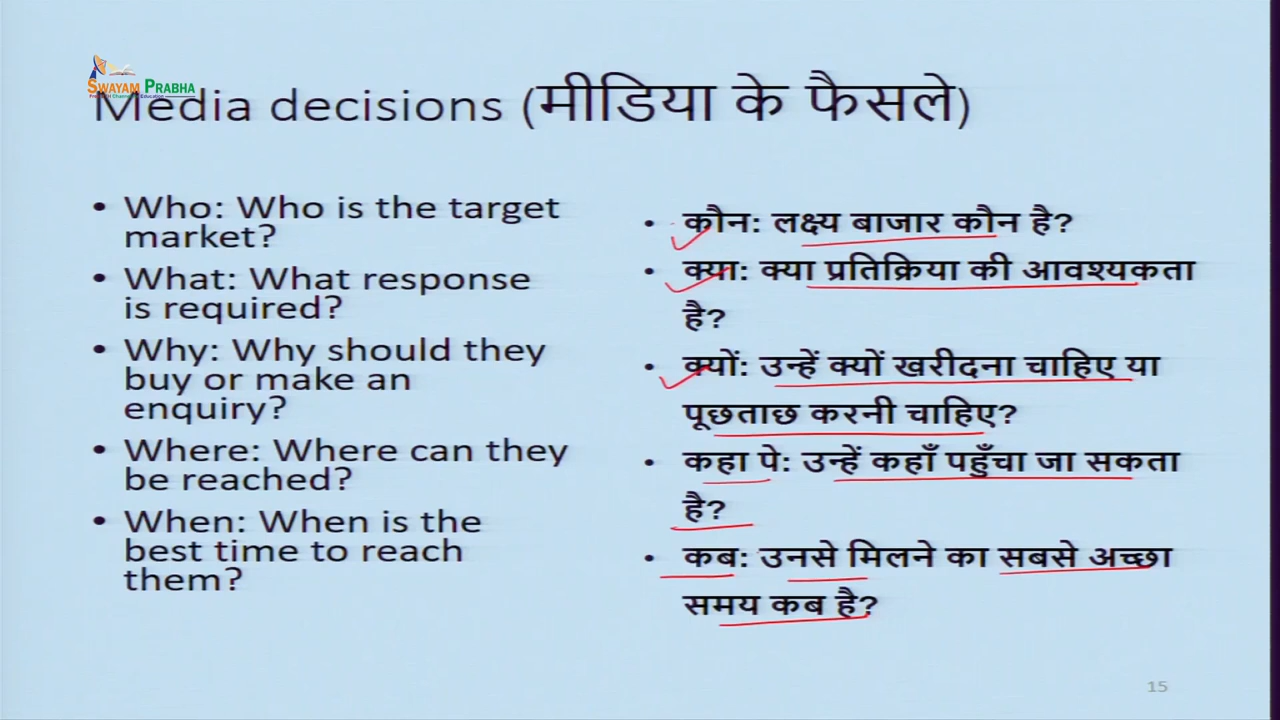 SWAYAM PRABHA
Media decisions (मीडिया के फैसले)
• Who: Who is the target
market?
• What: What response
is required?
• Why: Why should they
buy or make an
enquiry?
• Where: Where can they
be reached?
• When: When is the
best time to reach
them?
• कौन: लक्ष्य बाजार कौन है?
• क्या: क्या प्रतिक्रिया की आवश्यकता
है?
• क्यों: उन्हें क्यों खरीदना चाहिए या
पूछताछ करनी चाहिए?
• कहा पे: उन्हें कहाँ पहुँचा जा सकता
है?
• कब: उनसे मिलने का सबसे अच्छा
समय कब है?
15